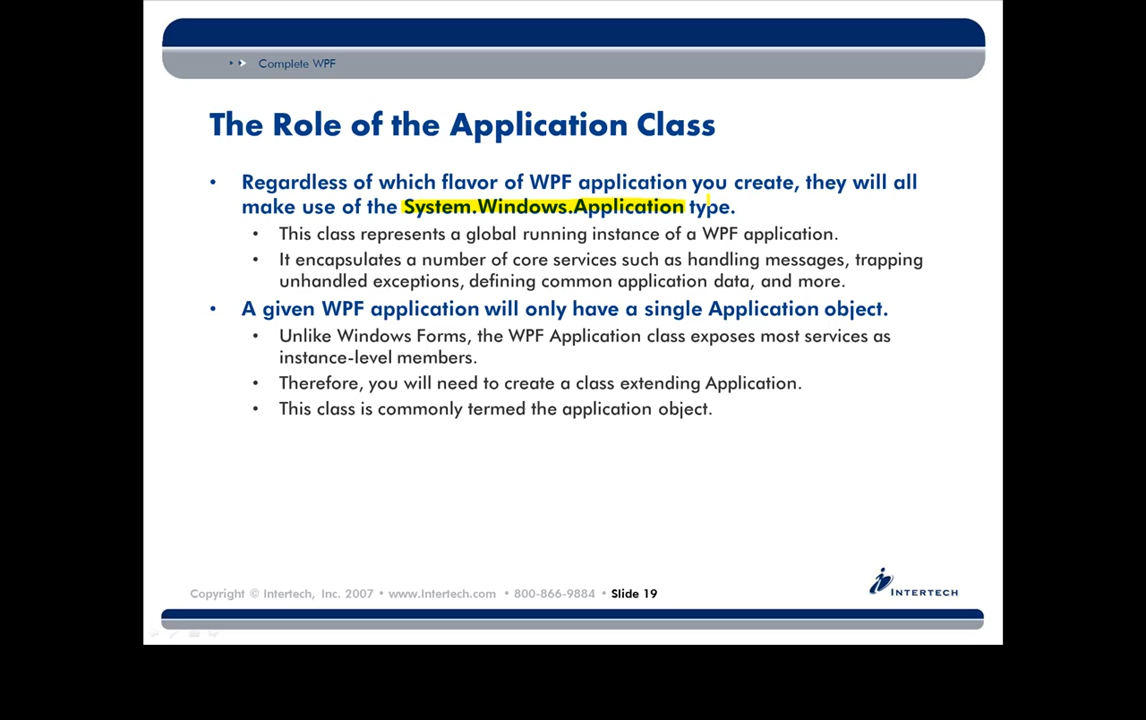 Complete WPF
The Role of the Application Class
• Regardless of which flavor of WPF application you create, they will all
make use of the System.Windows.Application type.
• This class represents a global running instance of a WPF application.
• It encapsulates a number of core services such as handling messages, trapping
unhandled exceptions, defining common application data, and more.
• A given WPF application will only have a single Application object.
• Unlike Windows Forms, the WPF Application class exposes most services as
instance-level members.
• Therefore, you will need to create a class extending Application.
• This class is commonly termed the application object.
Copyright © Intertech, Inc. 2007 • www.Intertech.com • 800-866-9884 • Slide 19
INTERTECH